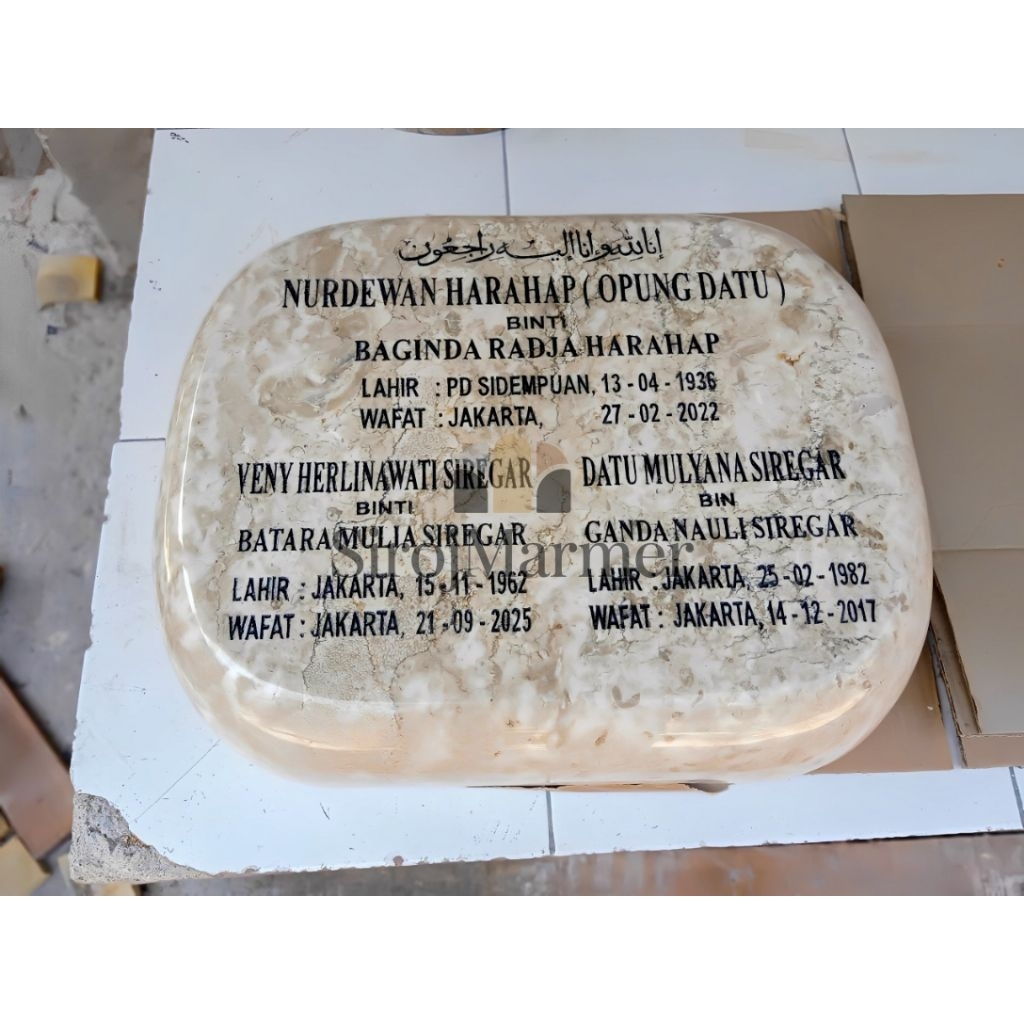 إنا لله وإنا إليه راجعون
NURDEWAN HARAHAP ( OPUNG DATU )
BINTI
BAGINDA RADJA HARAHAP
LAHIR : PD SIDEMPUAN, 13 - 04 - 1936
WAFAT : JAKARTA, 27 - 02 - 2022
VENY HERLINAWATI SIREGAR
BINTI
BATARA MULIA SIREGAR
LAHIR : JAKARTA, 15 - 11 - 1962
WAFAT : JAKARTA, 21 - 09 - 2025
DATU MULYANA SIREGAR
BIN
GANDA NAULI SIREGAR
LAHIR : JAKARTA, 25 - 02 - 1982
WAFAT : JAKARTA, 14 - 12 - 2017
SirojMarmer